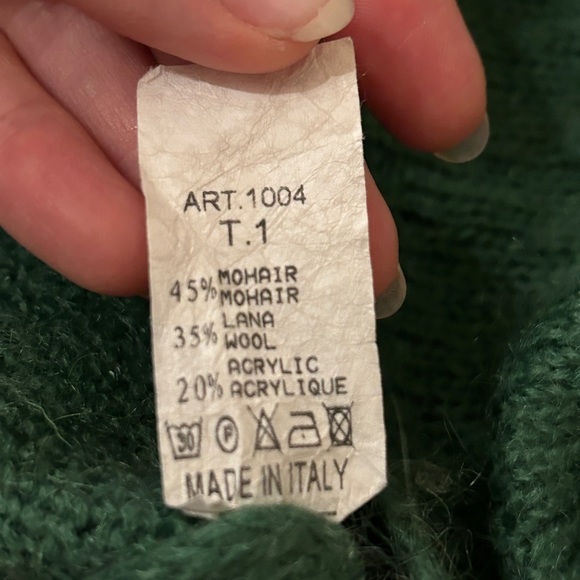 ART.1004
T.1
45% MOHAIR
MOHAIR
35% LANA
WOOL
20% ACRYLIC
ACRYLIQUE
30 P
MADE IN ITALY